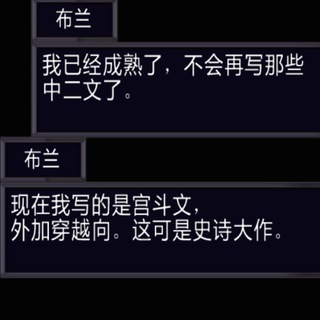 布兰
我已经成熟了，不会再写那些
中二文了。
布兰
现在我写的是宫斗文，
外加穿越向。这可是史诗大作。